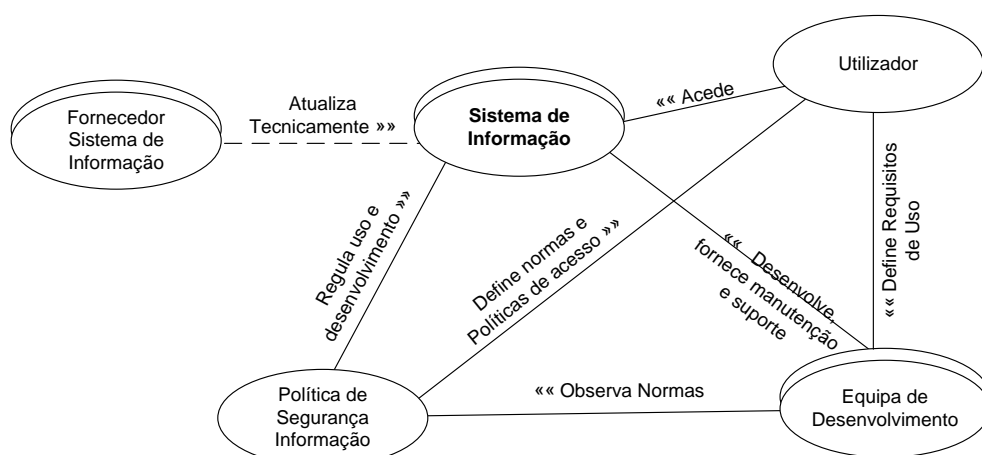 Utilizador
«« Acede
Atualiza
Tecnicamente »»
Fornecedor
Sistema de
Informação
Sistema de
Informação
Regula uso e
desenvolvimento »»
Define normas e
Políticas de acesso »»
«« Desenvolve,
fornece manutenção
e suporte
«« Define Requisitos
de Uso
Política de
Segurança
Informação
«« Observa Normas
Equipa de
Desenvolvimento